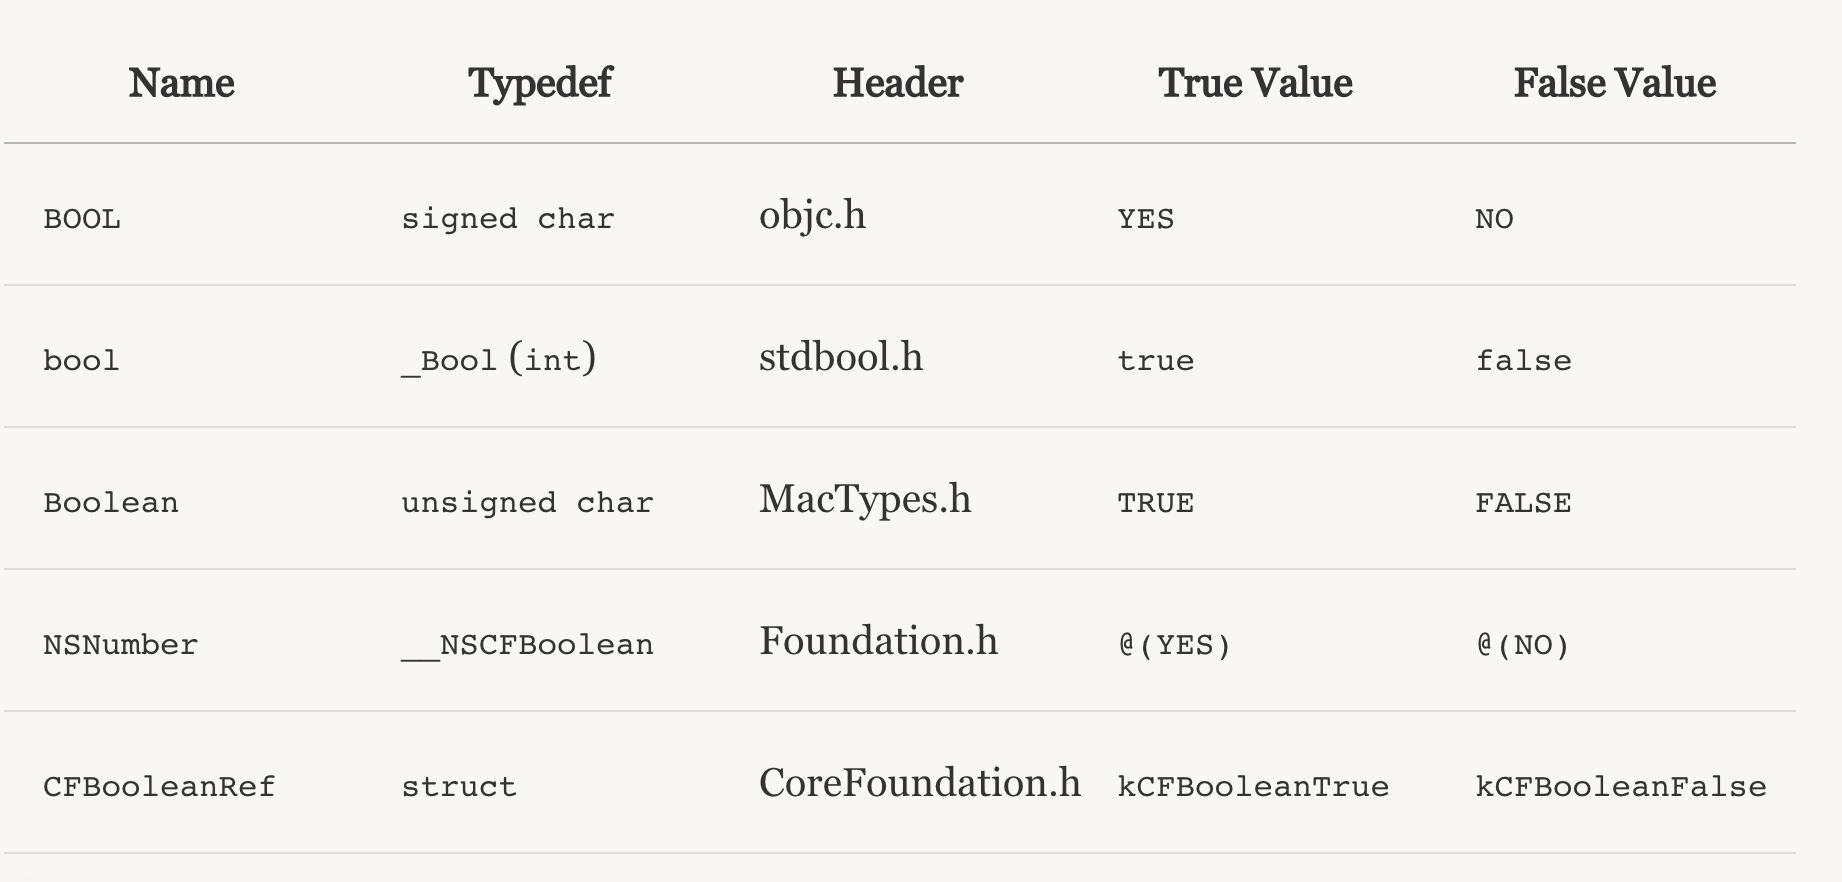 Name Typedef Header True Value False Value
BOOL signed char objc.h YES NO
bool _Bool (int) stdbool.h true false
Boolean unsigned char MacTypes.h TRUE FALSE
NSNumber __NSCFBoolean Foundation.h @(YES) @(NO)
CFBooleanRef struct CoreFoundation.h kCFBooleanTrue kCFBooleanFalse